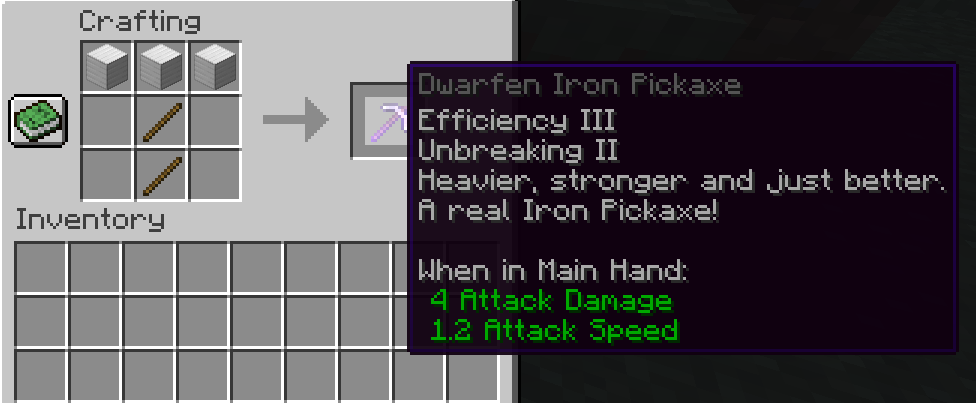 Crafting
Dwarfen Iron Pickaxe
Efficiency III
Unbreaking II
Heavier, stronger and just better.
A real Iron Pickaxe!
Inventory
When in Main Hand:
4 Attack Damage
1.2 Attack Speed